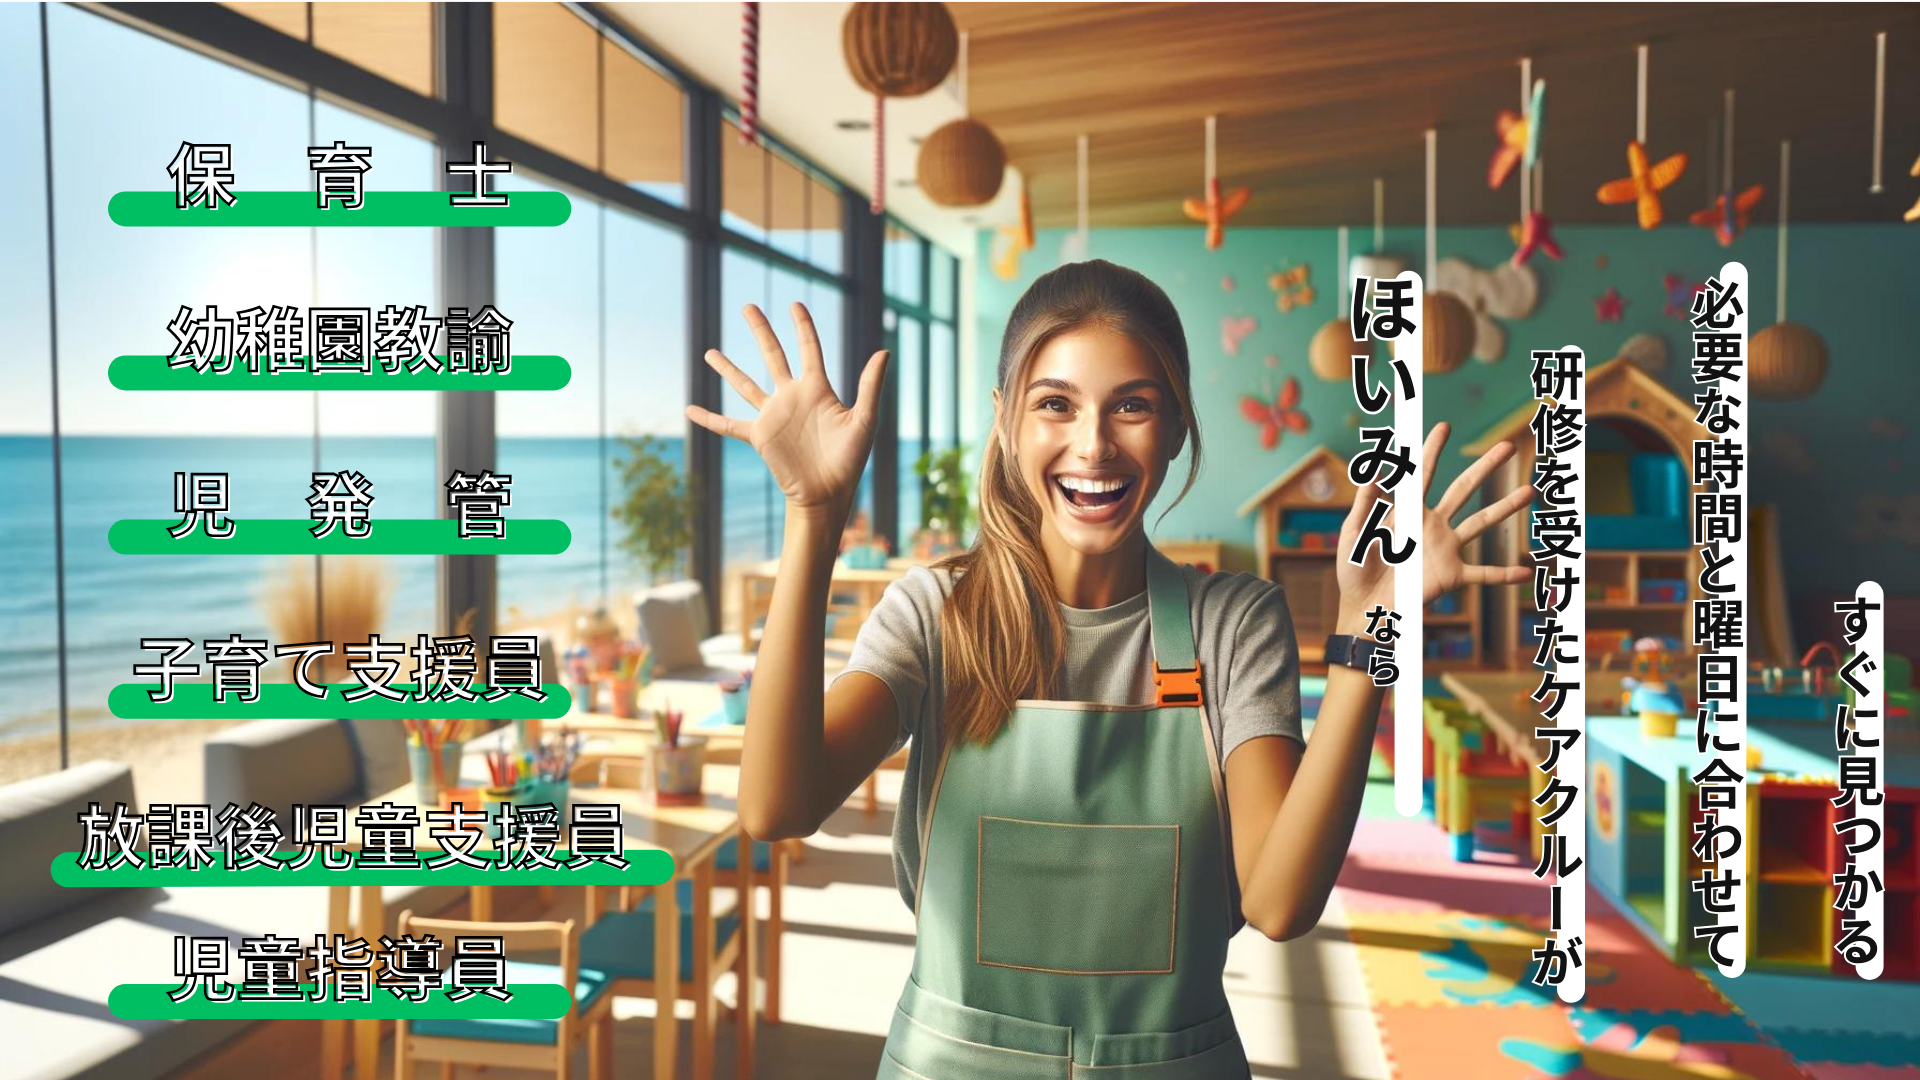 保育士
幼稚園教諭
児発管
子育て支援員
放課後児童支援員
児童指導員
すぐに見つかる
必要な時間と曜日に合わせて
研修を受けたケアクルーが
ほいみん なら